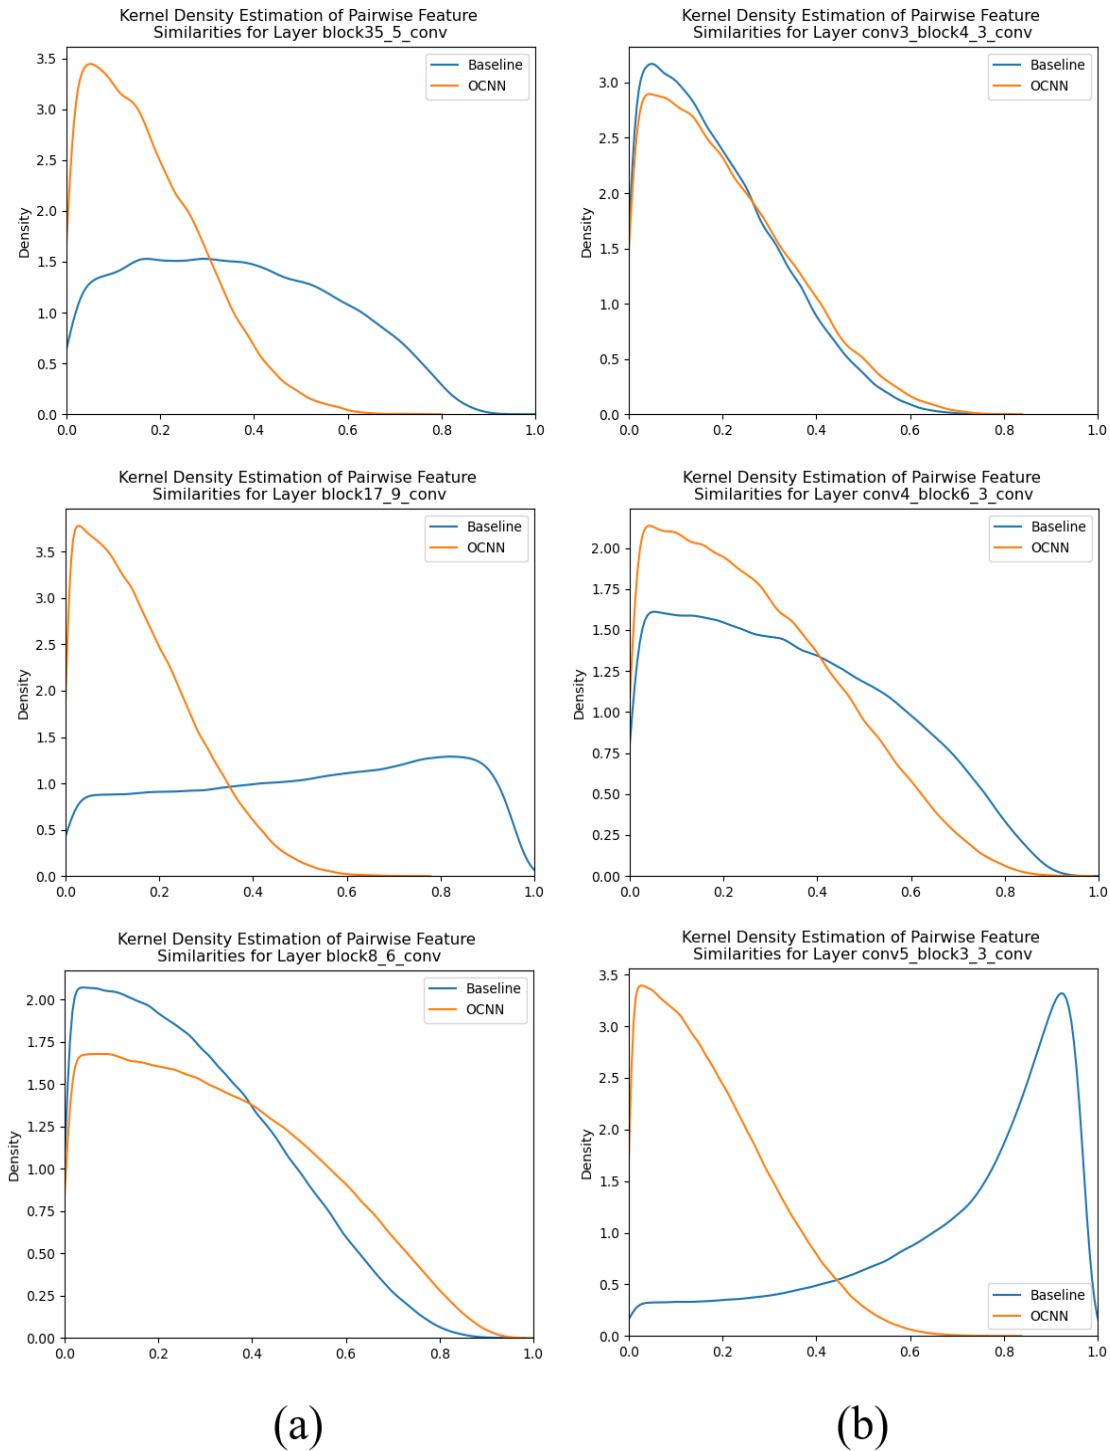 Kernel Density Estimation of Pairwise Feature
Similarities for Layer block35_5_conv
Baseline
OCNN
Density
3.5
3.0
2.5
2.0
1.5
1.0
0.5
0.0
0.0 0.2 0.4 0.6 0.8 1.0
Kernel Density Estimation of Pairwise Feature
Similarities for Layer conv3_block4_3_conv
Baseline
OCNN
Density
3.0
2.5
2.0
1.5
1.0
0.5
0.0
0.0 0.2 0.4 0.6 0.8 1.0
Kernel Density Estimation of Pairwise Feature
Similarities for Layer block17_9_conv
Baseline
OCNN
Density
3.5
3.0
2.5
2.0
1.5
1.0
0.5
0.0
0.0 0.2 0.4 0.6 0.8 1.0
Kernel Density Estimation of Pairwise Feature
Similarities for Layer conv4_block6_3_conv
Baseline
OCNN
Density
2.00
1.75
1.50
1.25
1.00
0.75
0.50
0.25
0.00
0.0 0.2 0.4 0.6 0.8 1.0
Kernel Density Estimation of Pairwise Feature
Similarities for Layer block8_6_conv
Baseline
OCNN
Density
2.00
1.75
1.50
1.25
1.00
0.75
0.50
0.25
0.00
0.0 0.2 0.4 0.6 0.8 1.0
Kernel Density Estimation of Pairwise Feature
Similarities for Layer conv5_block3_3_conv
Density
3.5
3.0
2.5
2.0
1.5
1.0
0.5
0.0
Baseline
OCNN
0.0 0.2 0.4 0.6 0.8 1.0
(a)
(b)